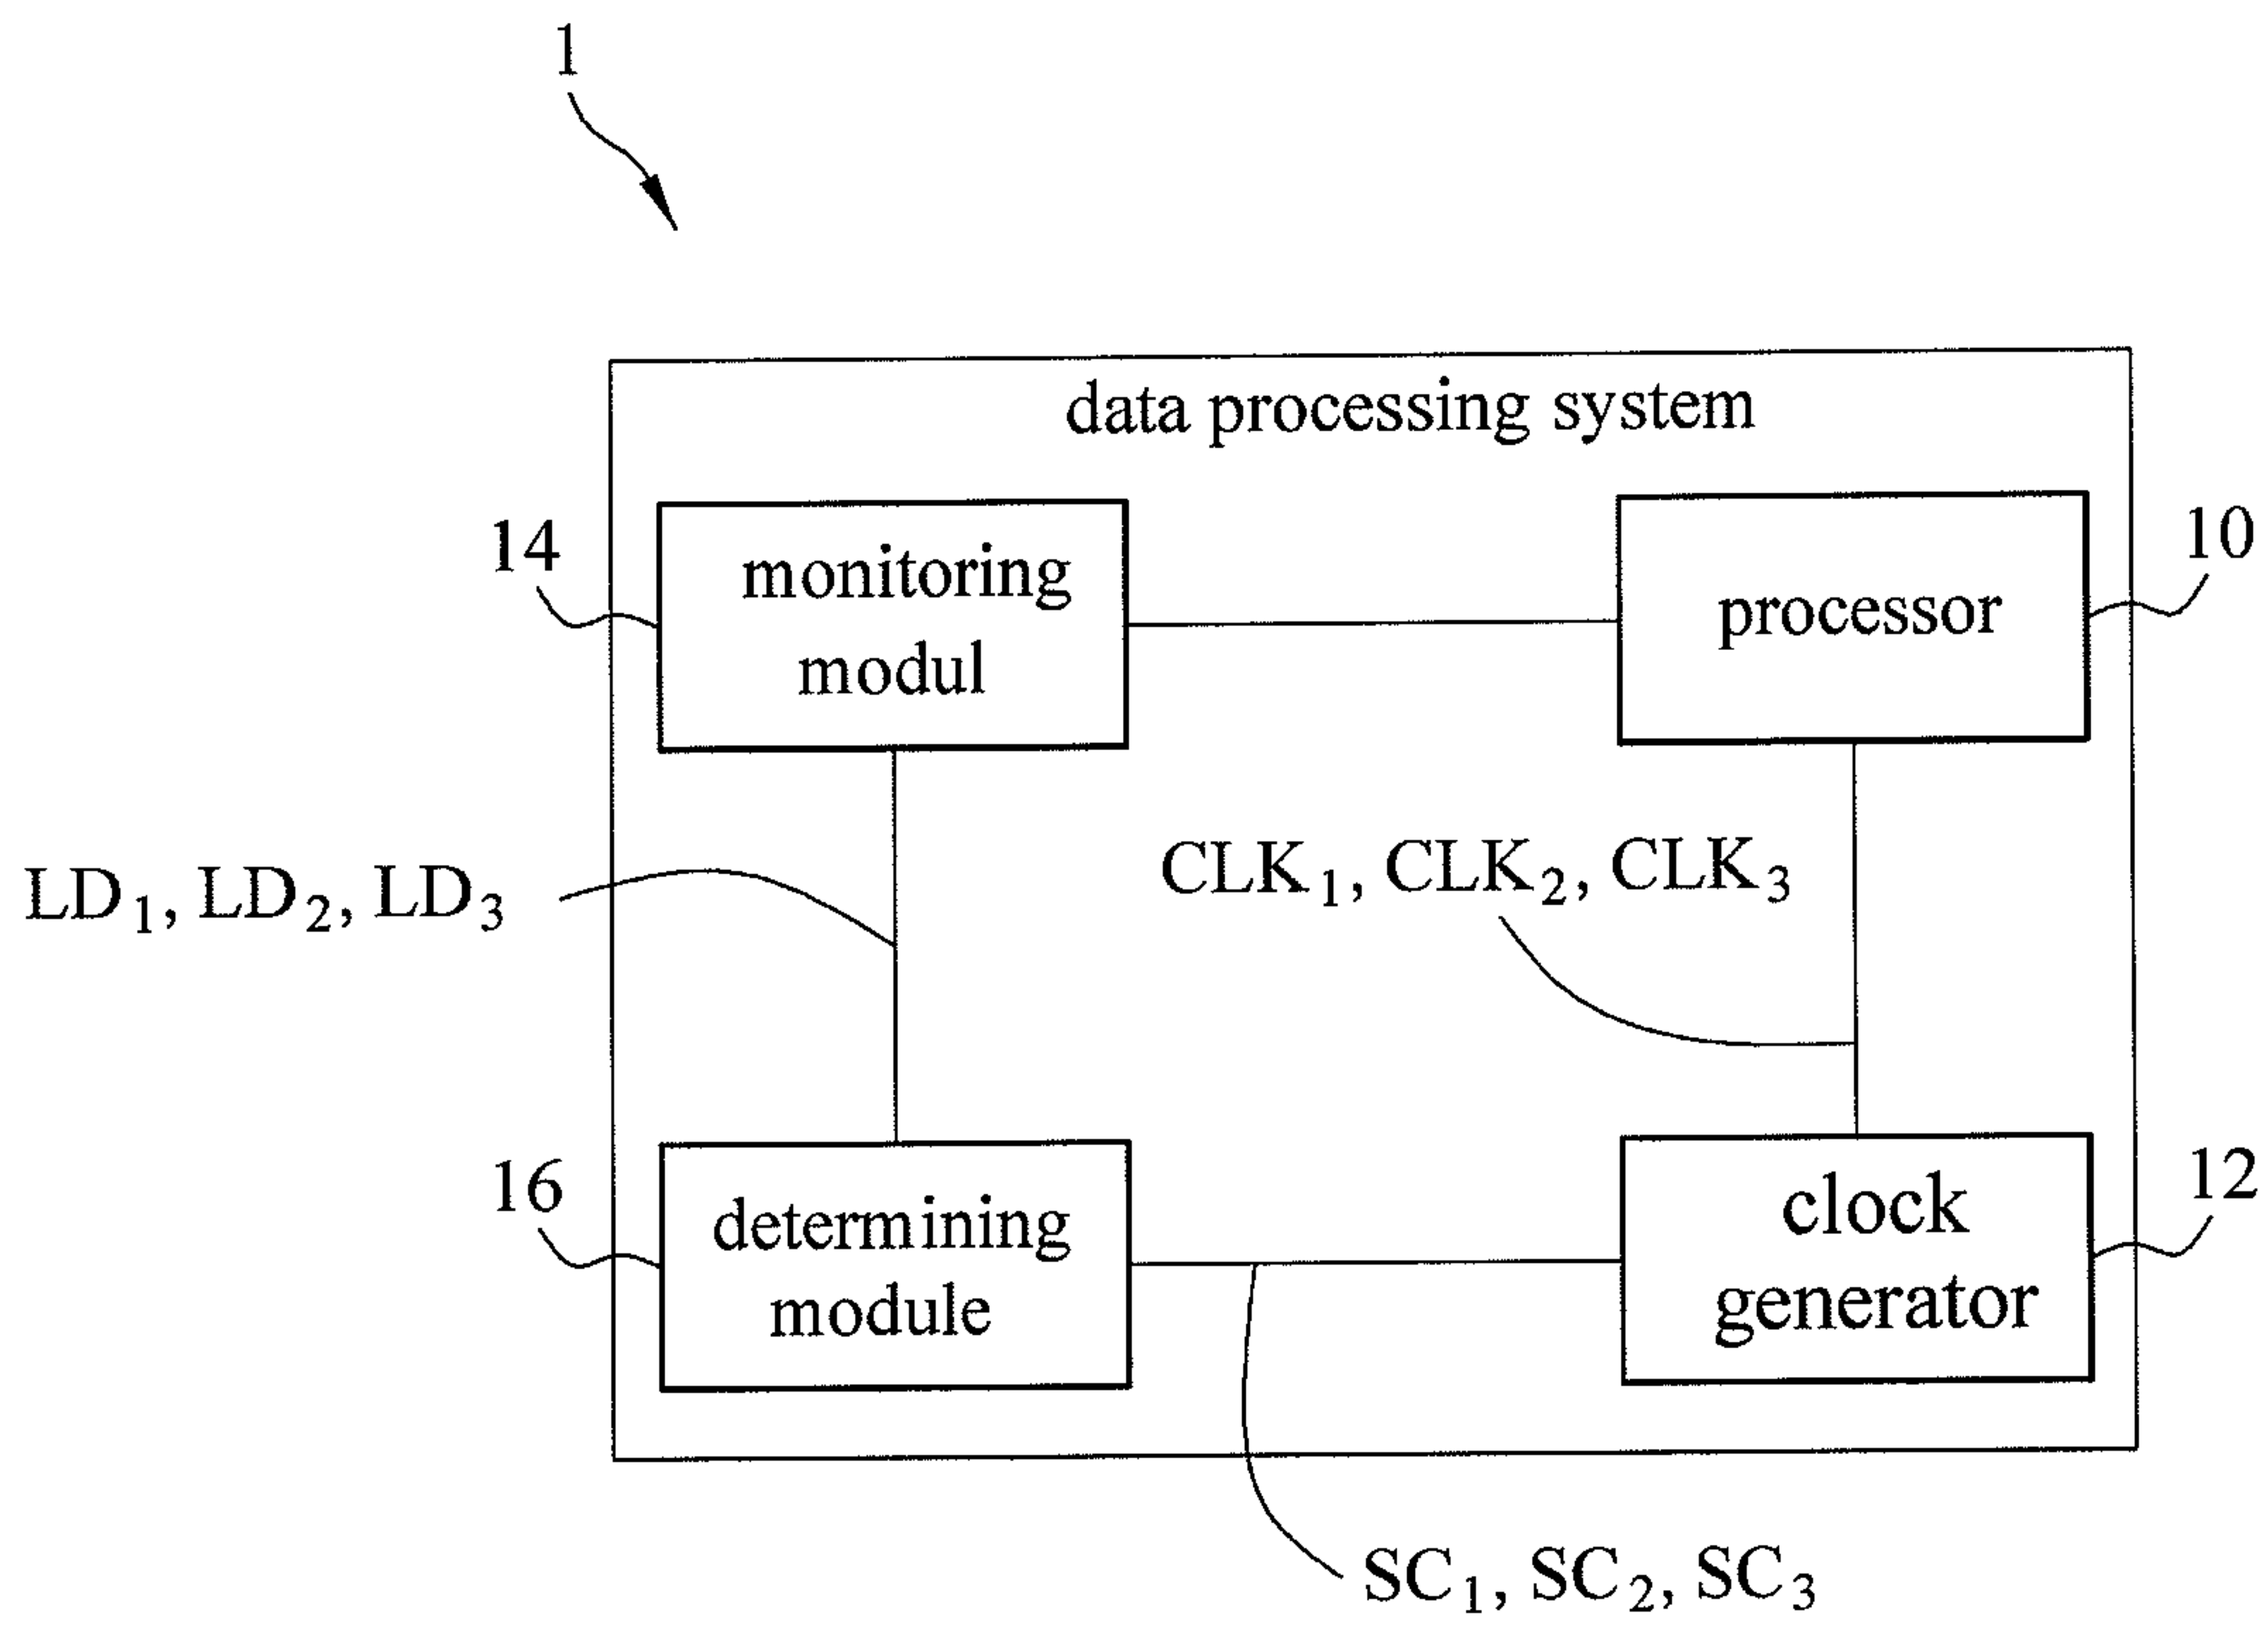 1
data processing system
14
monitoring
modul
processor
10
LD1, LD2, LD3
CLK1, CLK2, CLK3
16
determining
module
clock
generator
12
SC1, SC2, SC3